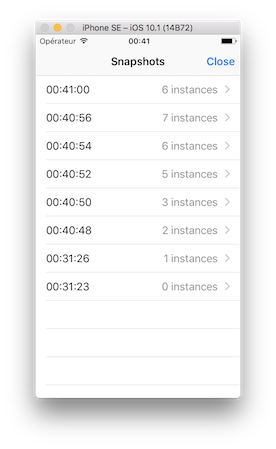 iPhone SE – iOS 10.1 (14B72)
Opérateur 00:41
Snapshots Close
00:41:00 6 instances
00:40:56 7 instances
00:40:54 6 instances
00:40:52 5 instances
00:40:50 3 instances
00:40:48 2 instances
00:31:26 1 instances
00:31:23 0 instances